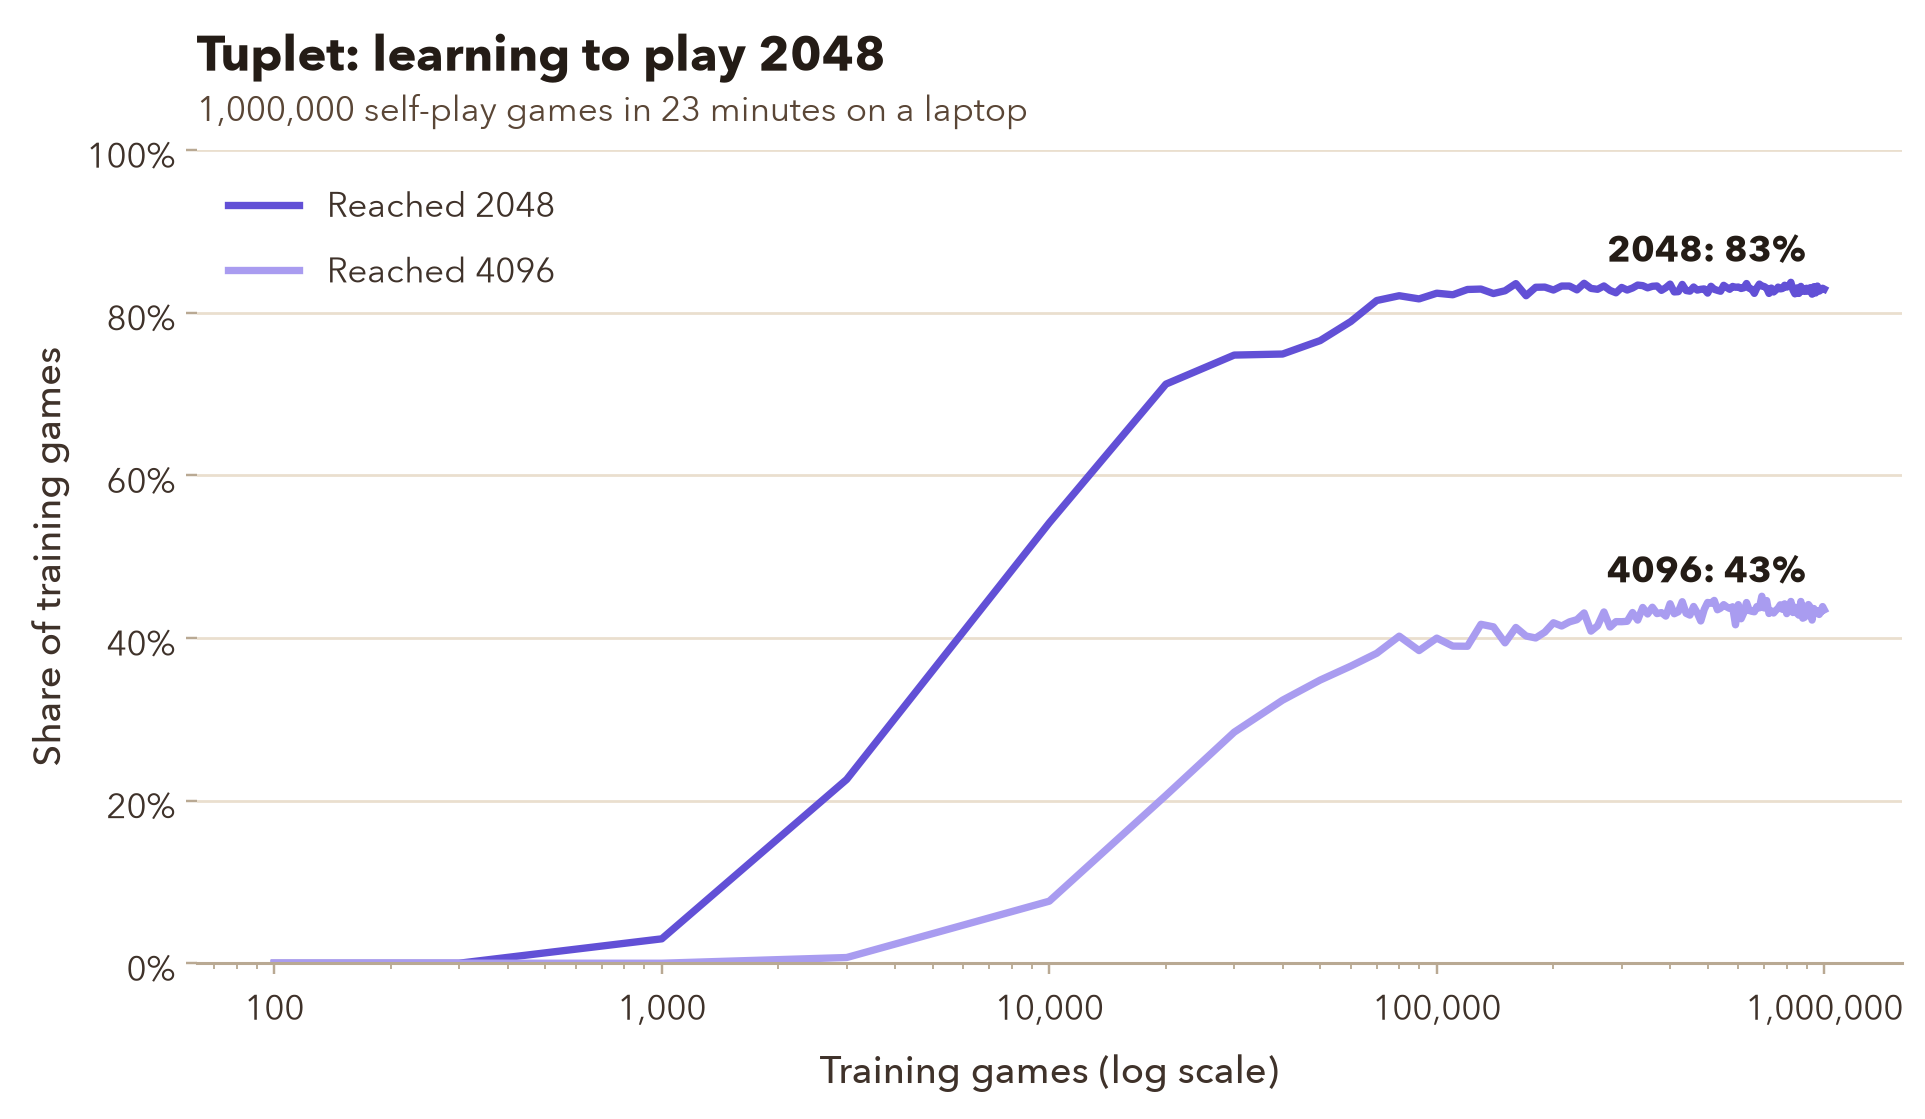 Tuplet: learning to play 2048
1,000,000 self-play games in 23 minutes on a laptop
100%
80%
60%
40%
20%
0%
Share of training games
Reached 2048
Reached 4096
2048: 83%
4096: 43%
100
1,000
10,000
100,000
1,000,000
Training games (log scale)